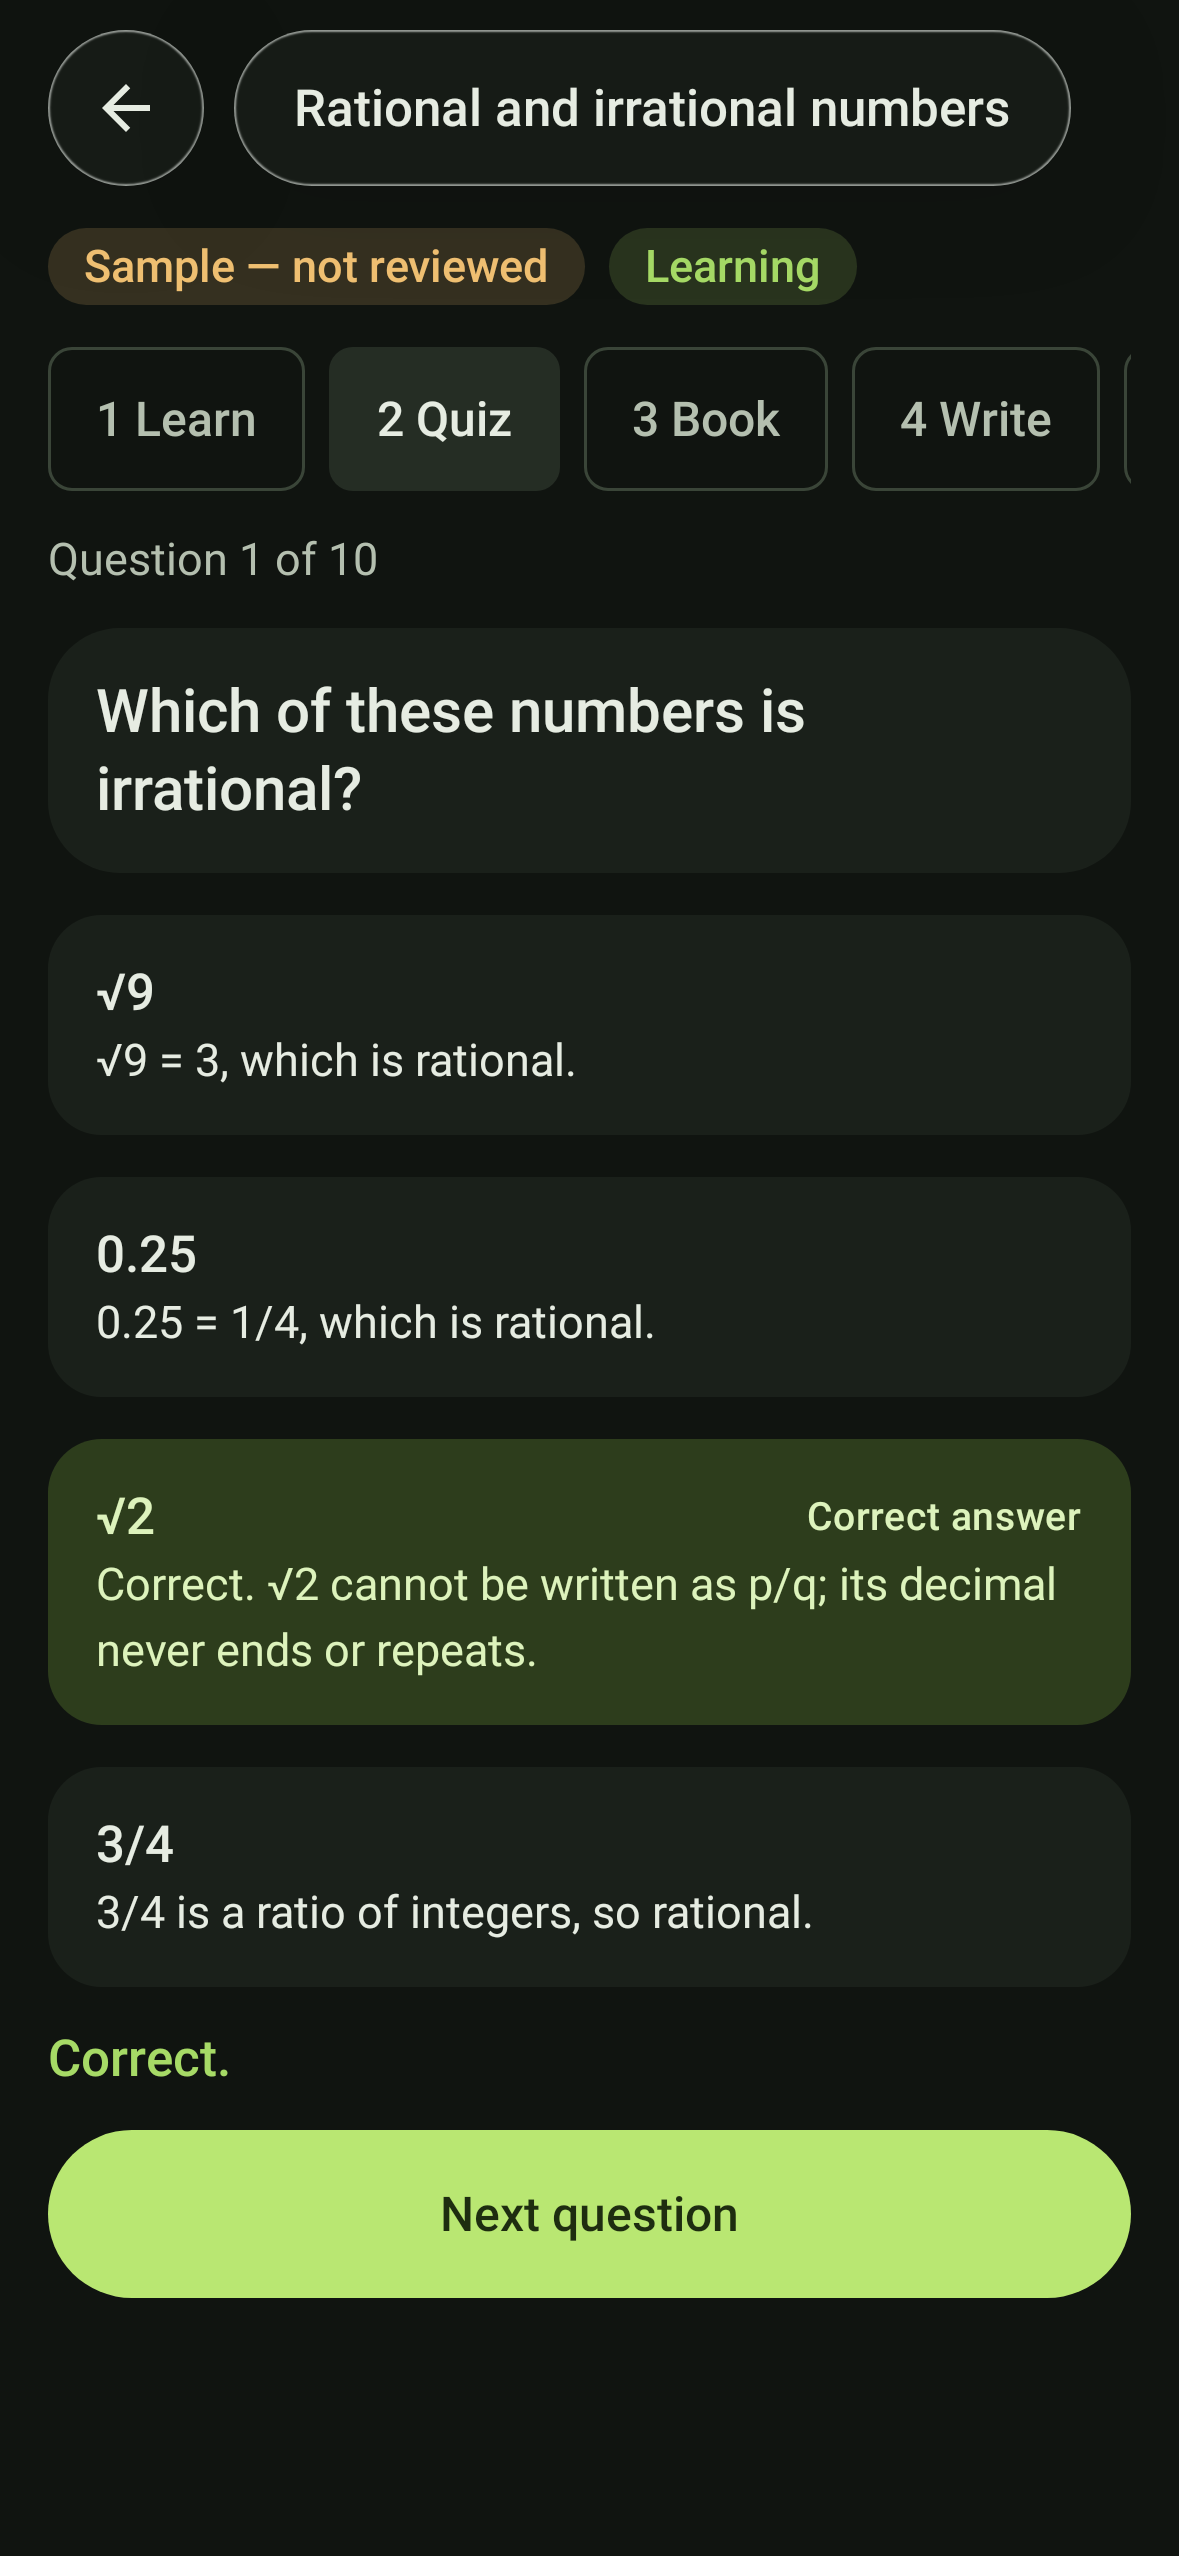 Rational and irrational numbers
Sample — not reviewed
Learning
1 Learn
2 Quiz
3 Book
4 Write
Question 1 of 10
Which of these numbers is
irrational?
√9
√9 = 3, which is rational.
0.25
0.25 = 1/4, which is rational.
√2
Correct answer
Correct. √2 cannot be written as p/q; its decimal
never ends or repeats.
3/4
3/4 is a ratio of integers, so rational.
Correct.
Next question